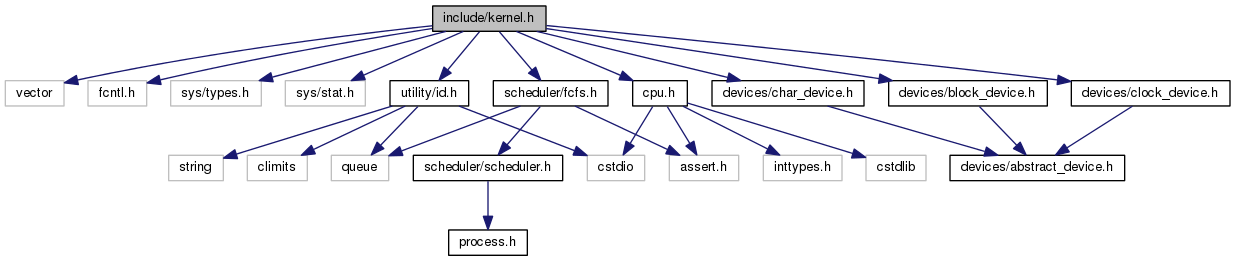 include/kernel.h
vector
fcntl.h
sys/types.h
sys/stat.h
utility/id.h
scheduler/fcfs.h
cpu.h
devices/char_device.h
devices/block_device.h
devices/clock_device.h
string
climits
queue
scheduler/scheduler.h
cstdio
assert.h
inttypes.h
cstdlib
devices/abstract_device.h
process.h